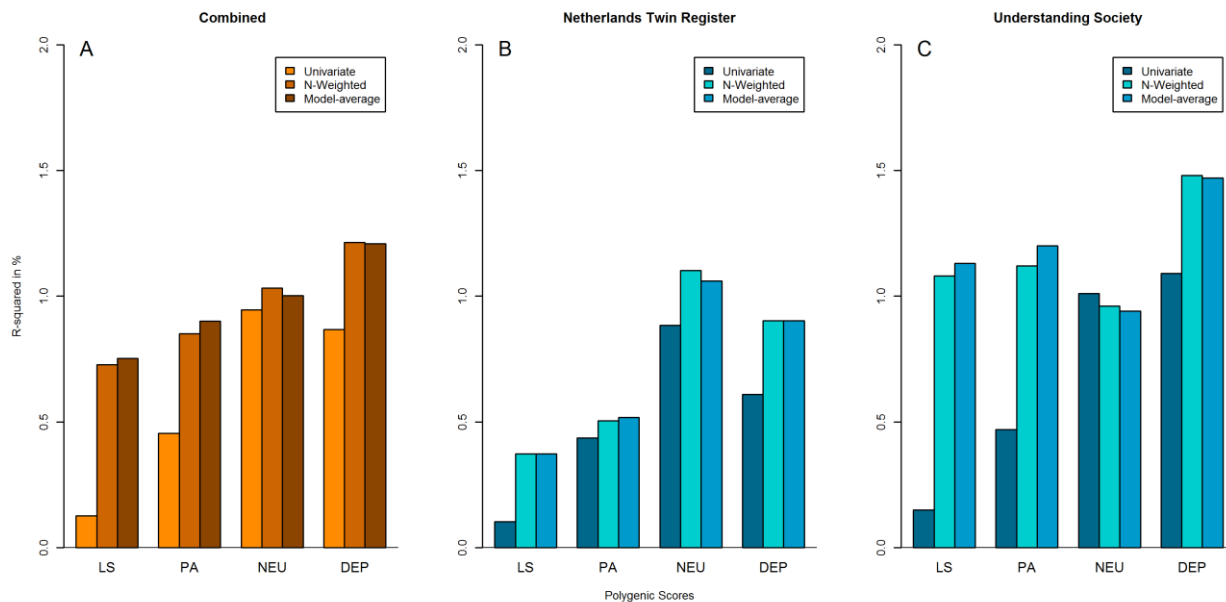 Combined
A
Univariate
N-Weighted
Model-average
R-squared in %
0.0
0.5
1.0
1.5
2.0
LS PA NEU DEP
Netherlands Twin Register
B
Univariate
N-Weighted
Model-average
0.0
0.5
1.0
1.5
2.0
LS PA NEU DEP
Polygenic Scores
Understanding Society
C
Univariate
N-Weighted
Model-average
0.0
0.5
1.0
1.5
2.0
LS PA NEU DEP